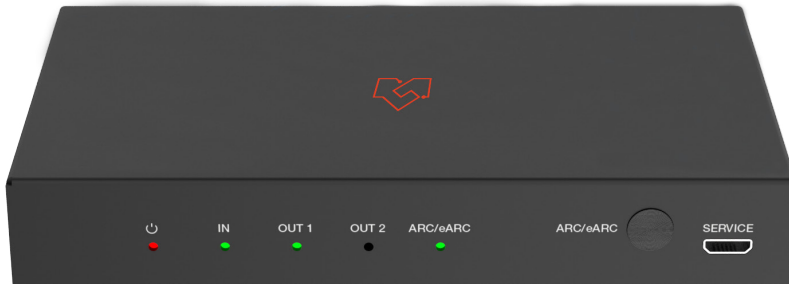 IN
OUT 1
OUT 2
ARC/eARC
ARC/eARC
SERVICE